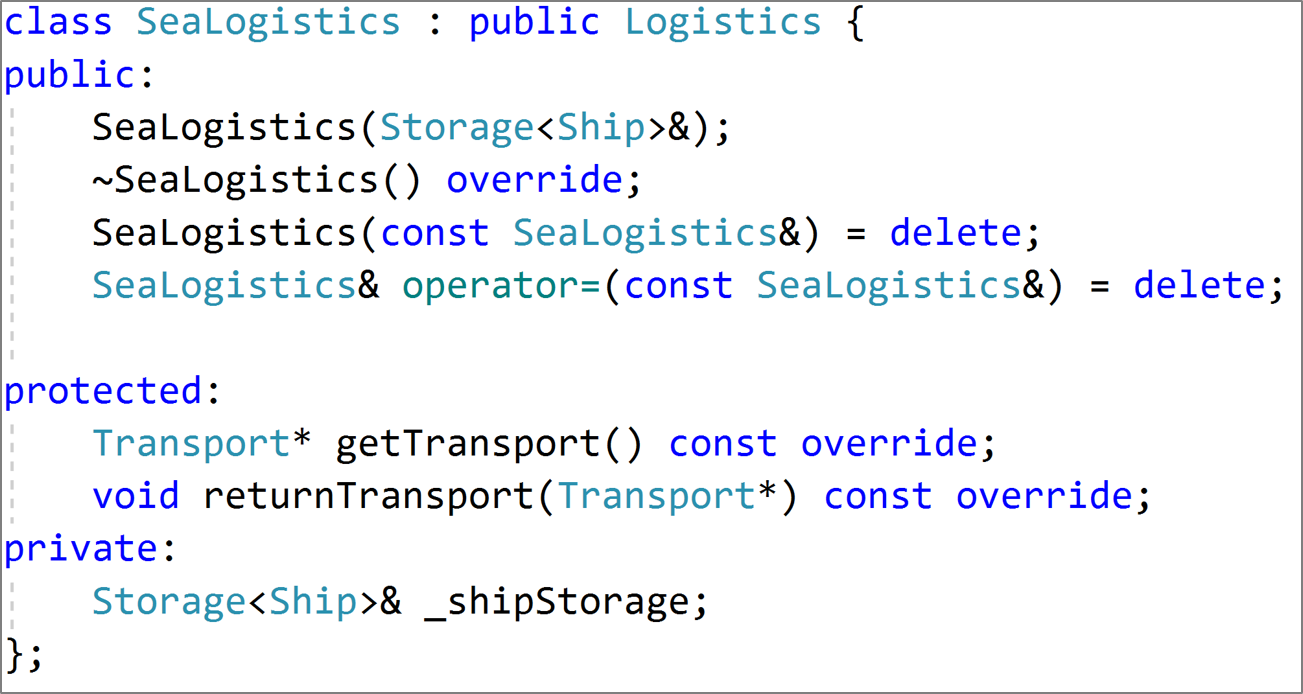 class SeaLogistics : public Logistics {
public:
    SeaLogistics(Storage<Ship>&);
    ~SeaLogistics() override;
    SeaLogistics(const SeaLogistics&) = delete;
    SeaLogistics& operator=(const SeaLogistics&) = delete;

protected:
    Transport* getTransport() const override;
    void returnTransport(Transport*) const override;
private:
    Storage<Ship>& _shipStorage;
};